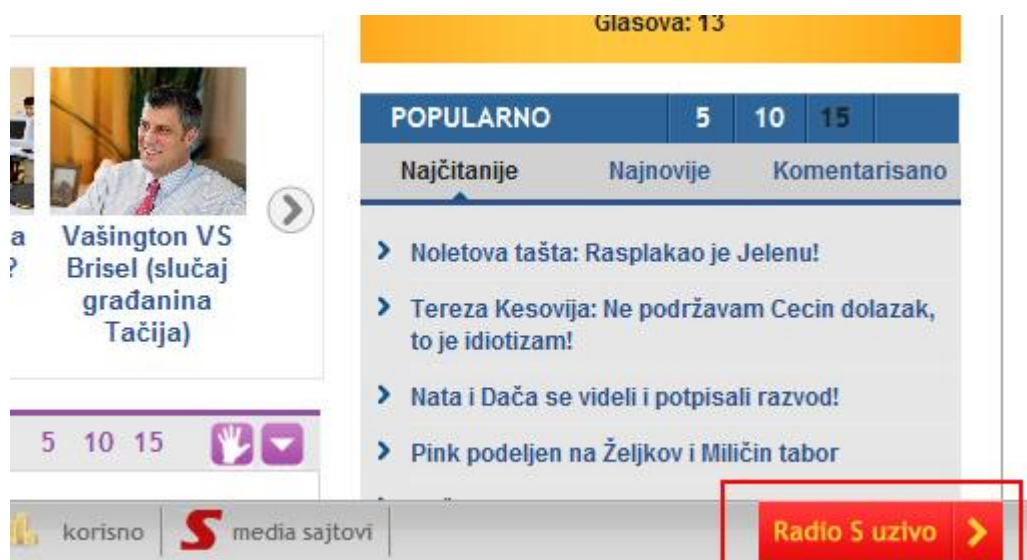 Glasova: 13
POPULARNO 5 10 15
Najčitanije Najnovije Komentarisano
Noletova tašta: Rasplakao je Jelenu!
Tereza Kesovija: Ne podržavam Cecin dolazak,
to je idiotizam!
Nata i Dača se videli i potpisali razvod!
Pink podeljen na Željkov i Miličin tabor
a
?
Vašington VS
Brisel (slučaj
građanina
Tačija)
5 10 15
korisno S media sajtovi
Radio S uzivo